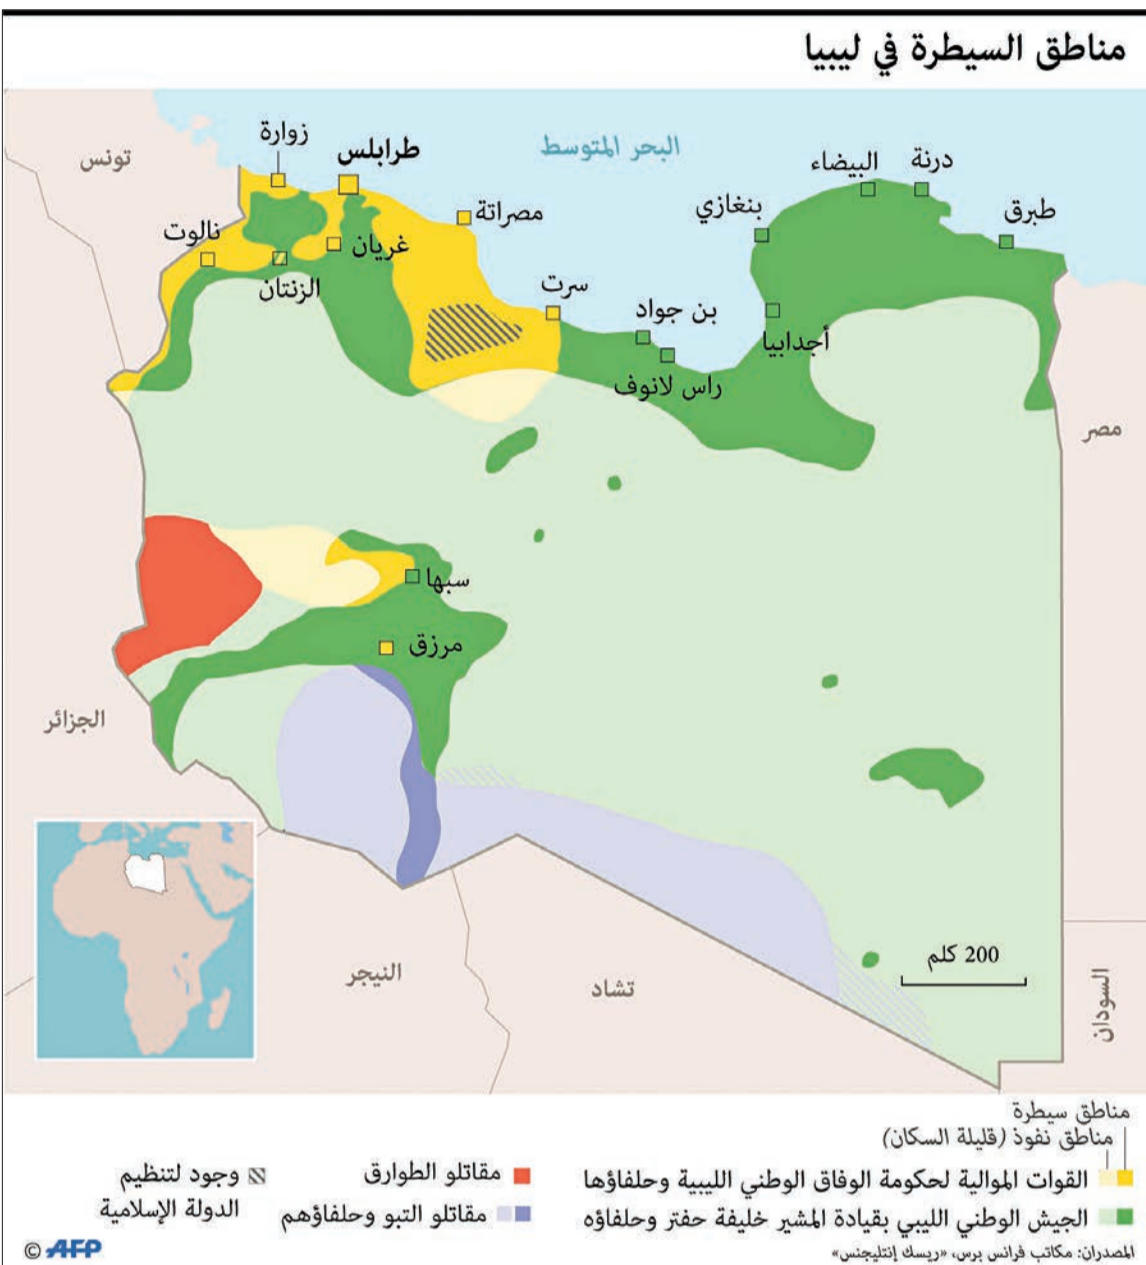 مناطق السيطرة في ليبيا
البحر المتوسط
تونس
زوارة
طرابلس
مصراتة
نالوت
غريان
الزنتان
سرت
بن جواد
راس لانوف
بنغازي
أجدابيا
البيضاء
درنة
طبرق
مصر
سبها
مرزق
الجزائر
النيجر
تشاد
السودان
200 كلم
مناطق سيطرة
مناطق نفوذ (قليلة السكان)
القوات الموالية لحكومة الوفاق الوطني الليبية وحلفاؤها
الجيش الوطني الليبي بقيادة المشير خليفة حفتر وحلفاؤه
مقاتلو الطوارق
مقاتلو التبو وحلفاؤهم
وجود لتنظيم
الدولة الإسلامية
المصدران: مكاتب فرانس برس، «ريسك إنتليجنس»
© AFP